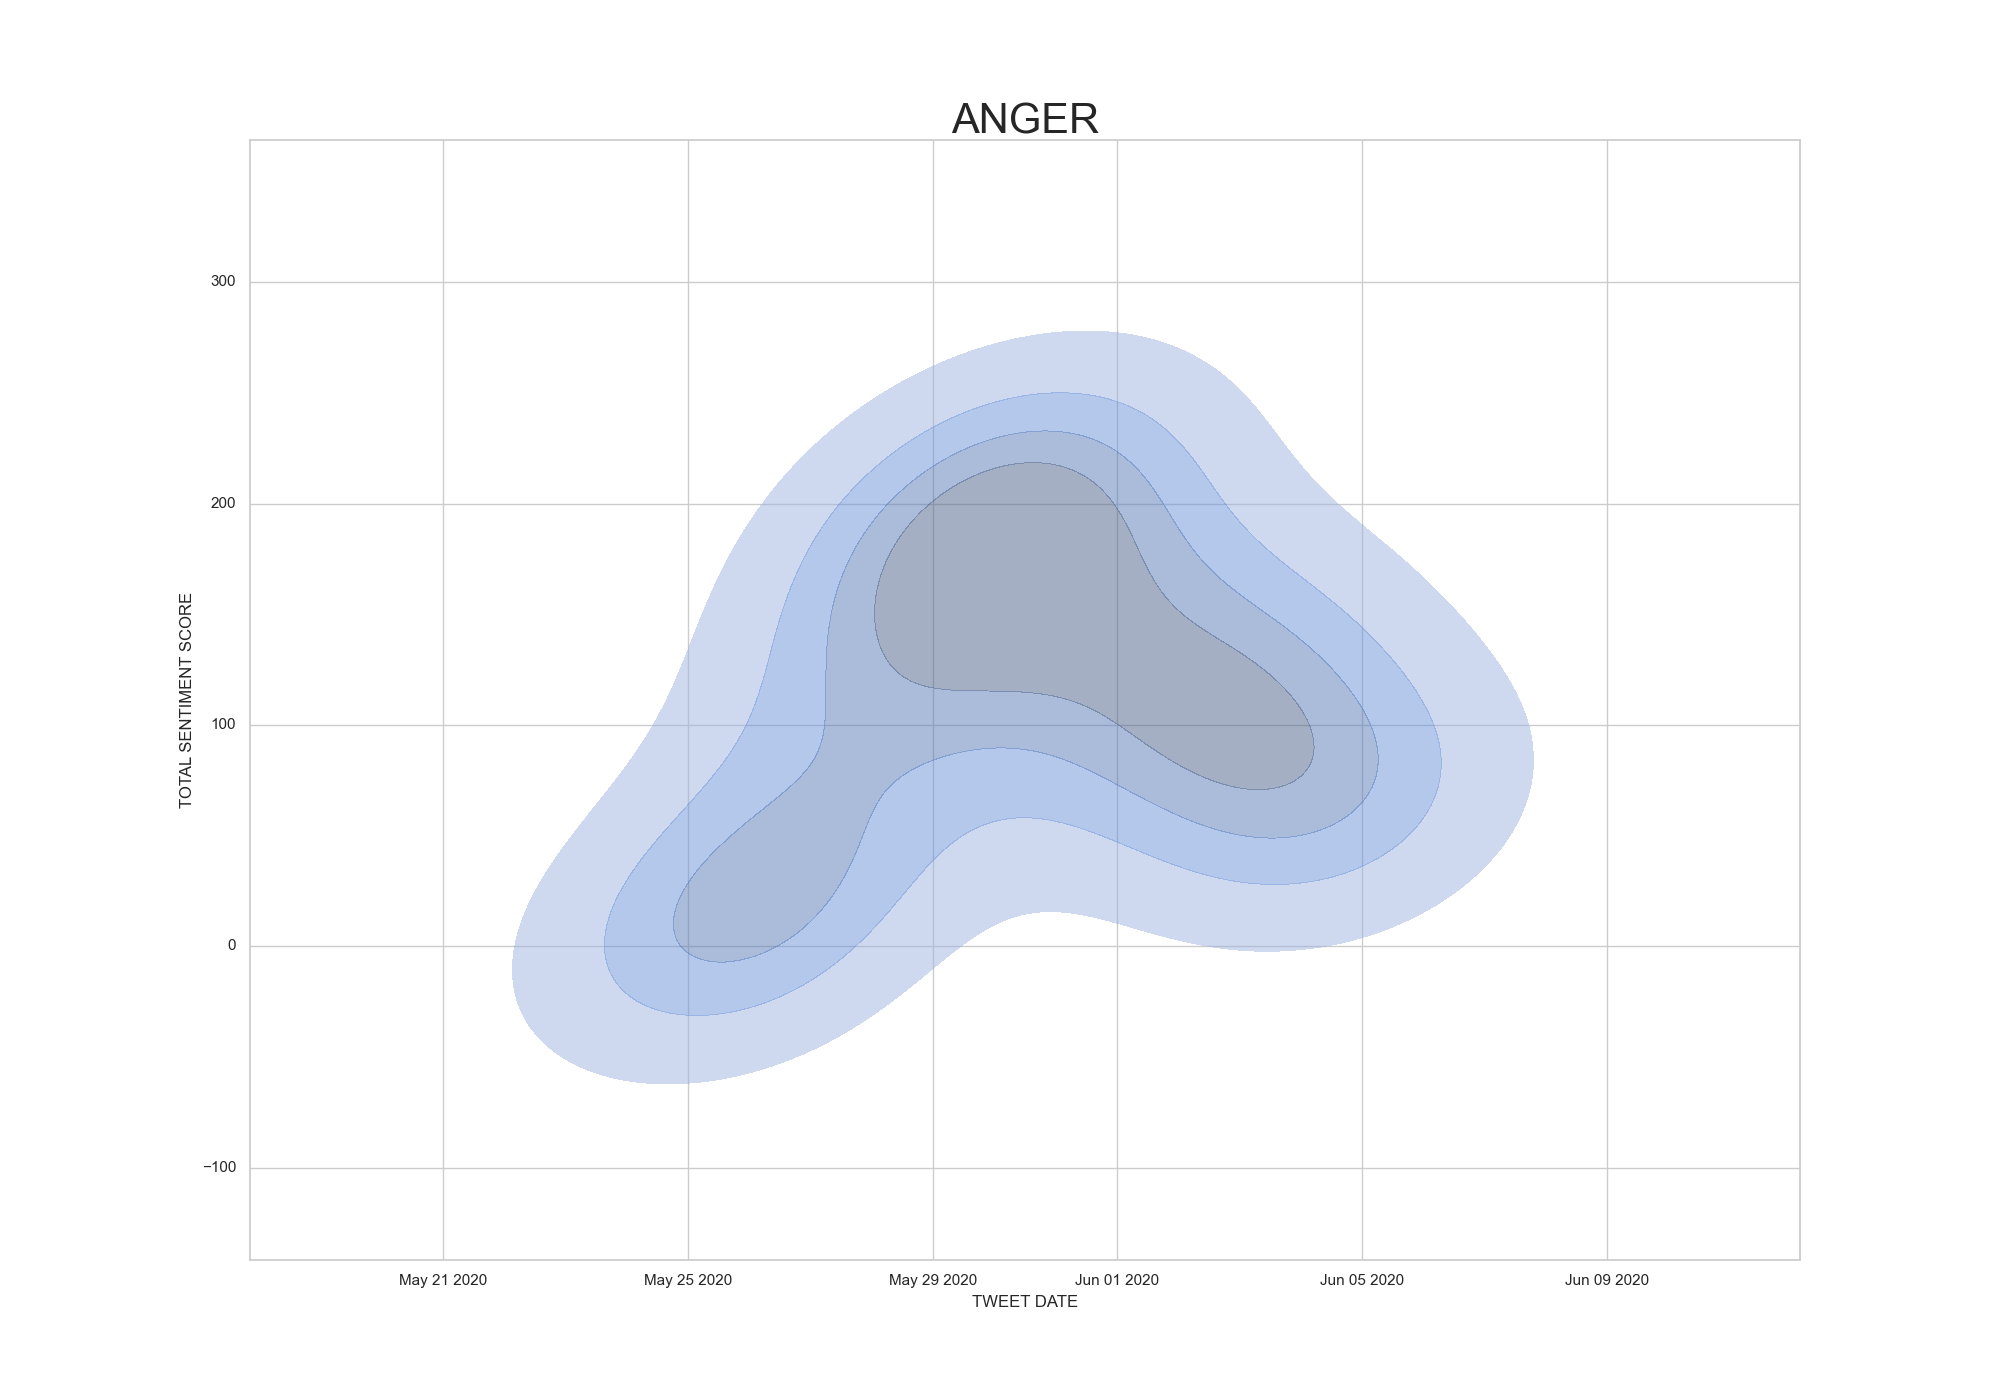 ANGER
300
200
100
0
−100
TOTAL SENTIMENT SCORE
May 21 2020
May 25 2020
May 29 2020
Jun 01 2020
Jun 05 2020
Jun 09 2020
TWEET DATE